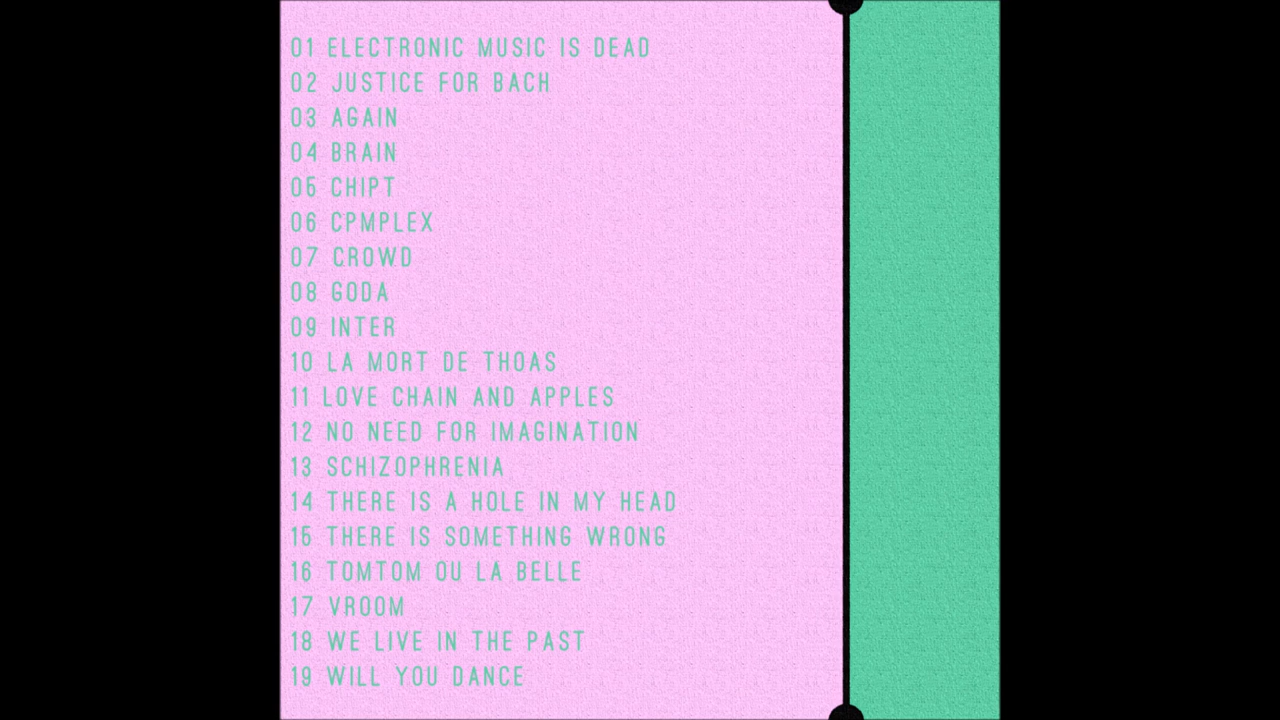 01 ELECTRONIC MUSIC IS DEAD
02 JUSTICE FOR BACH
03 AGAIN
04 BRAIN
05 CHIPT
06 CPMPLEX
07 CROWD
08 GODA
09 INTER
10 LA MORT DE THOAS
11 LOVE CHAIN AND APPLES
12 NO NEED FOR IMAGINATION
13 SCHIZOPHRENIA
14 THERE IS A HOLE IN MY HEAD
15 THERE IS SOMETHING WRONG
16 TOMTOM OU LA BELLE
17 VROOM
18 WE LIVE IN THE PAST
19 WILL YOU DANCE